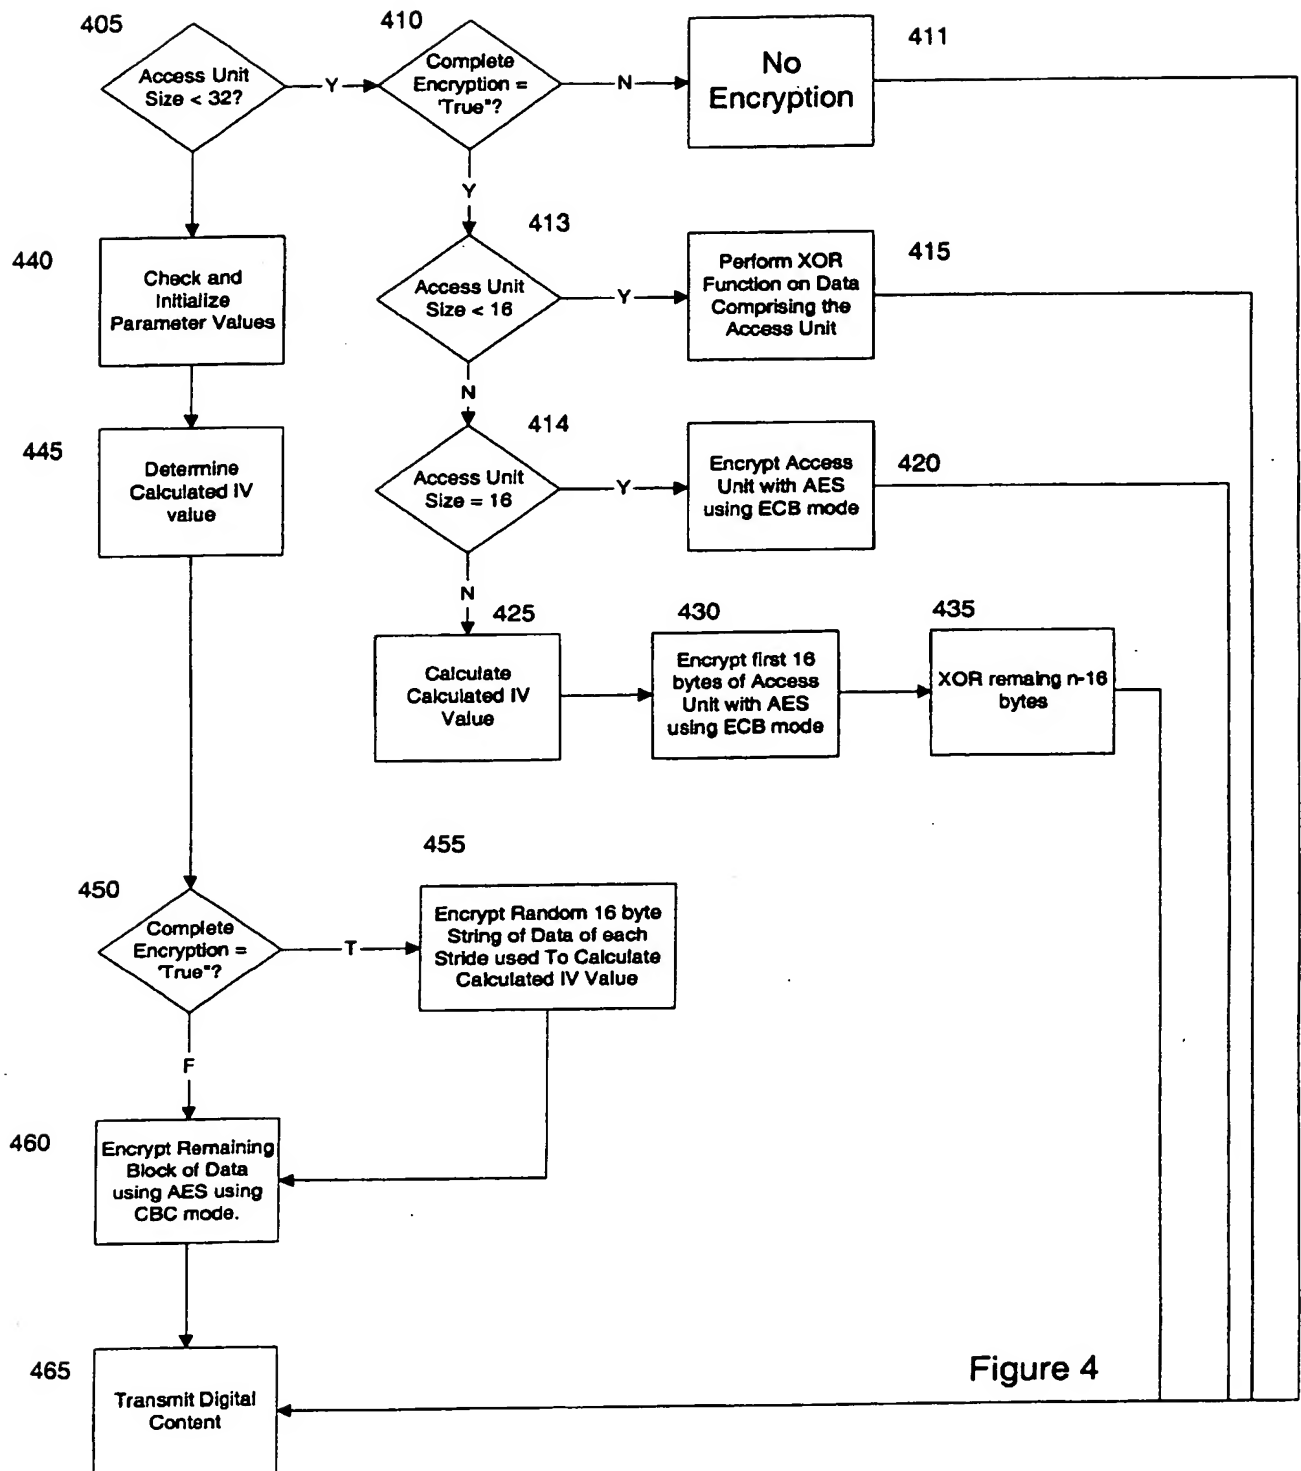 405
Access Unit
Size < 32?
Y
410
Complete
Encryption =
'True"?
N
No
Encryption
411
Y
440
Check and
Initialize
Parameter Values
413
Access Unit
Size < 16
Y
Perform XOR
Function on Data
Comprising the
Access Unit
415
N
445
Determine
Calculated IV
value
414
Access Unit
Size = 16
Y
Encrypt Access
Unit with AES
using ECB mode
420
N
425
Calculate
Calculated IV
Value
430
Encrypt first 16
bytes of Access
Unit with AES
using ECB mode
435
XOR remaing n-16
bytes
450
Complete
Encryption =
'True"?
T
455
Encrypt Random 16 byte
String of Data of each
Stride used To Calculate
Calculated IV Value
F
460
Encrypt Remaining
Block of Data
using AES using
CBC mode.
465
Transmit Digital
Content
Figure 4